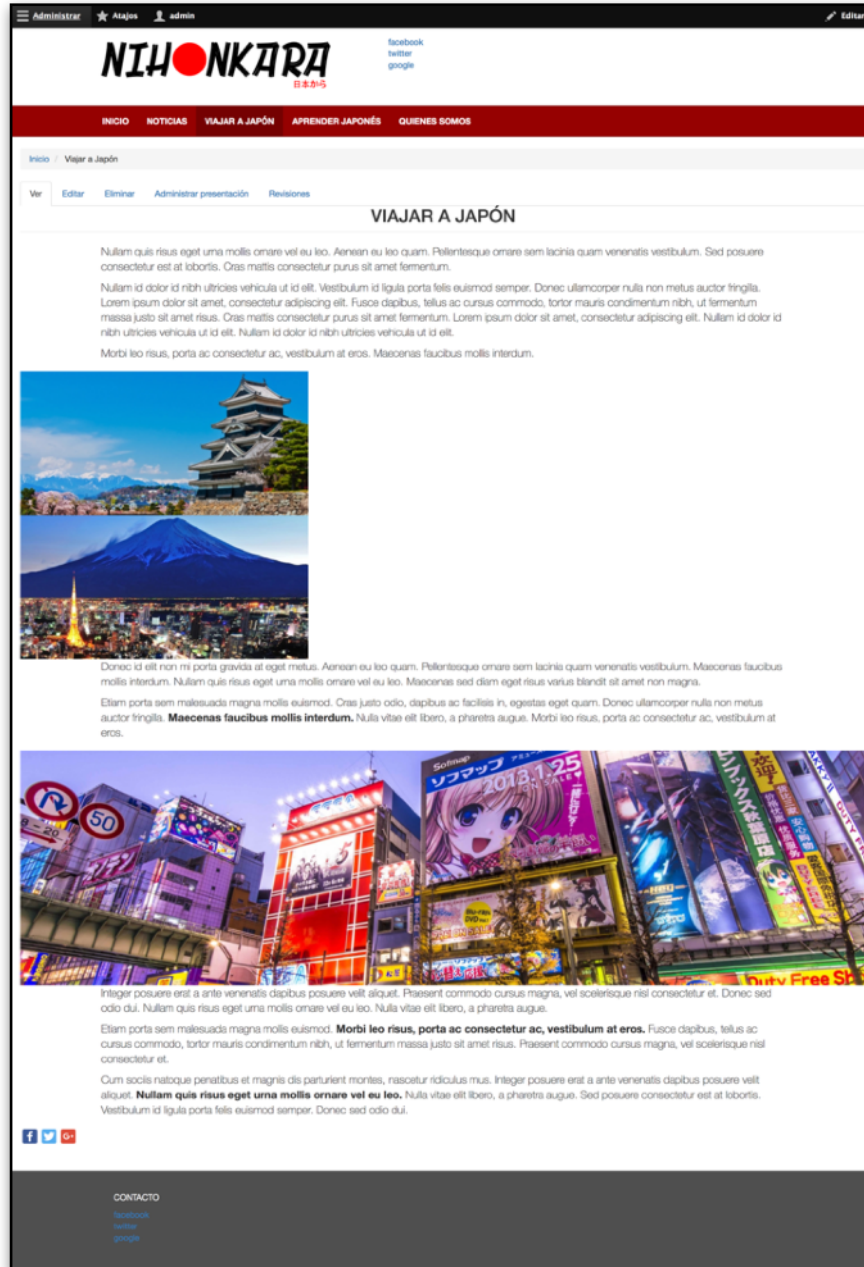 Administrar Atajos admin Editar
NIHONKARA
日本から
facebook
twitter
google
INICIO NOTICIAS VIAJAR A JAPÓN APRENDER JAPONÉS QUIENES SOMOS
Inicio / Viajar a Japón
Ver Editar Eliminar Administrar presentación Revisiones
VIAJAR A JAPÓN
Nullam quis risus eget urna mollis ornare vel eu leo. Aenean eu leo quam. Pellentesque ornare sem lacinia quam venenatis vestibulum. Sed posuere
consectetur est at lobortis. Cras mattis consectetur purus sit amet fermentum.
Nullam id dolor id nibh ultricies vehicula ut id elit. Vestibulum id ligula porta felis euismod semper. Donec ullamcorper nulla non metus auctor fringilla.
Lorem ipsum dolor sit amet, consectetur adipiscing elit. Fusce dapibus, tellus ac cursus commodo, tortor mauris condimentum nibh, ut fermentum
massa justo sit amet risus. Cras mattis consectetur purus sit amet fermentum. Lorem ipsum dolor sit amet, consectetur adipiscing elit. Nullam id dolor id
nibh ultricies vehicula ut id elit. Nullam id dolor id nibh ultricies vehicula ut id elit.
Morbi leo risus, porta ac consectetur ac, vestibulum at eros. Maecenas faucibus mollis interdum.
Donec id elit non mi porta gravida at eget metus. Aenean eu leo quam. Pellentesque ornare sem lacinia quam venenatis vestibulum. Maecenas faucibus
mollis interdum. Nullam quis risus eget urna mollis ornare vel eu leo. Maecenas sed diam eget risus varius blandit sit amet non magna.
Etiam porta sem malesuada magna mollis euismod. Cras justo odio, dapibus ac facilisis in, egestas eget quam. Donec ullamcorper nulla non metus
auctor fringilla. Maecenas faucibus mollis interdum. Nulla vitae elit libero, a pharetra augue. Morbi leo risus, porta ac consectetur ac, vestibulum at
eros.
Sofmap
ソフマップ
2013.1.25
ON SALE
50
8-20
DUTY FREE
Duty Free Sh
Integer posuere erat a ante venenatis dapibus posuere velit aliquet. Praesent commodo cursus magna, vel scelerisque nisl consectetur et. Donec sed
odio dui. Nullam quis risus eget urna mollis ornare vel eu leo. Nulla vitae elit libero, a pharetra augue.
Etiam porta sem malesuada magna mollis euismod. Morbi leo risus, porta ac consectetur ac, vestibulum at eros. Fusce dapibus, tellus ac
cursus commodo, tortor mauris condimentum nibh, ut fermentum massa justo sit amet risus. Praesent commodo cursus magna, vel scelerisque nisl
consectetur et.
Cum sociis natoque penatibus et magnis dis parturient montes, nascetur ridiculus mus. Integer posuere erat a ante venenatis dapibus posuere velit
aliquet. Nullam quis risus eget urna mollis ornare vel eu leo. Nulla vitae elit libero, a pharetra augue. Sed posuere consectetur est at lobortis.
Vestibulum id ligula porta felis euismod semper. Donec sed odio dui.
CONTACTO
facebook
twitter
google